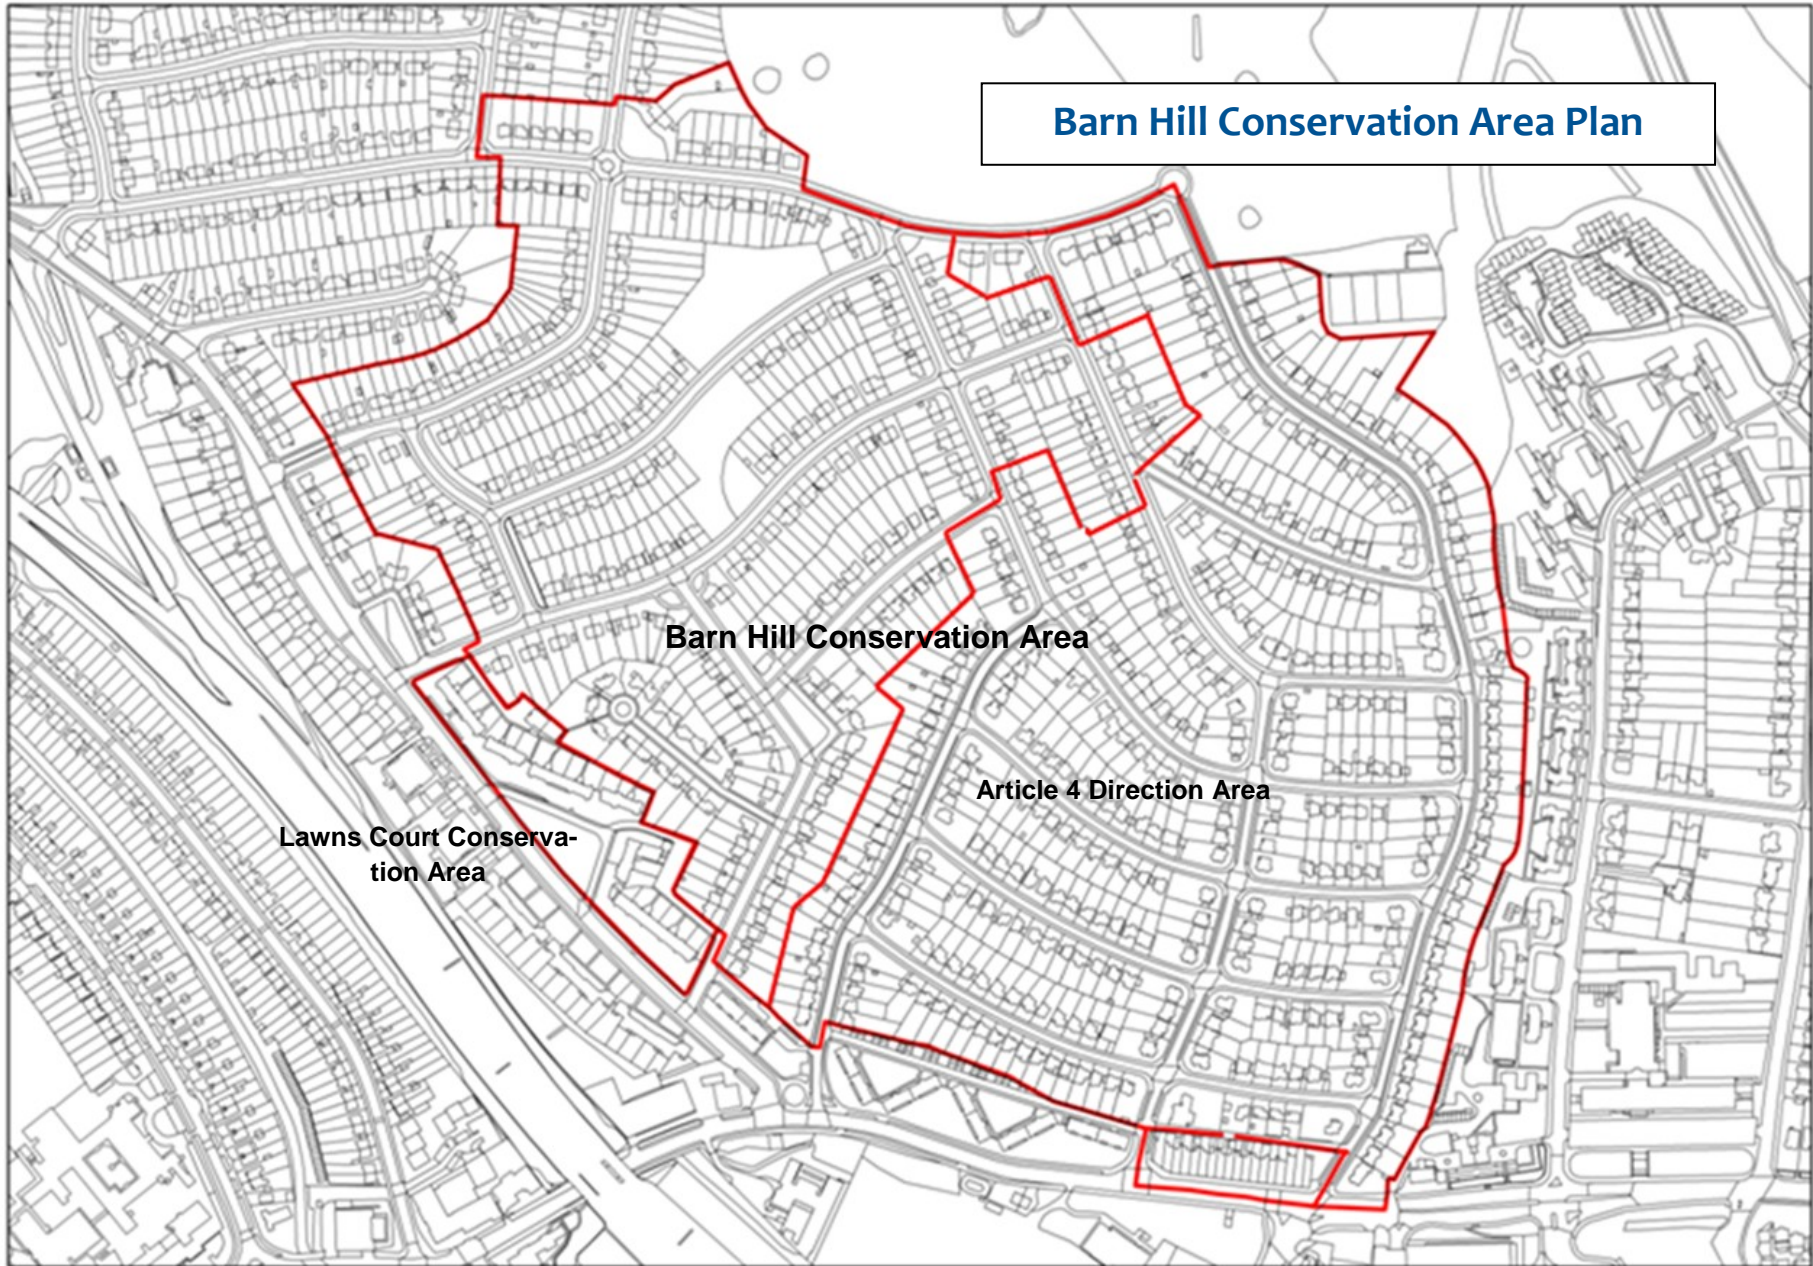 Barn Hill Conservation Area Plan
Barn Hill Conservation Area
Article 4 Direction Area
Lawns Court Conserva-
tion Area